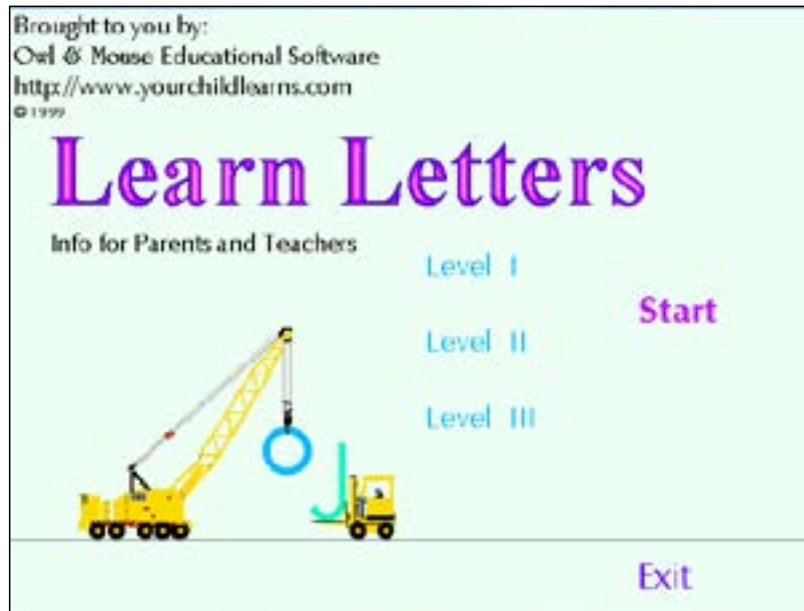 Brought to you by:
Owl & Mouse Educational Software
http://www.yourchildlearns.com
© 1999
Learn Letters
Info for Parents and Teachers
Level I
Start
Level II
Level III
Exit